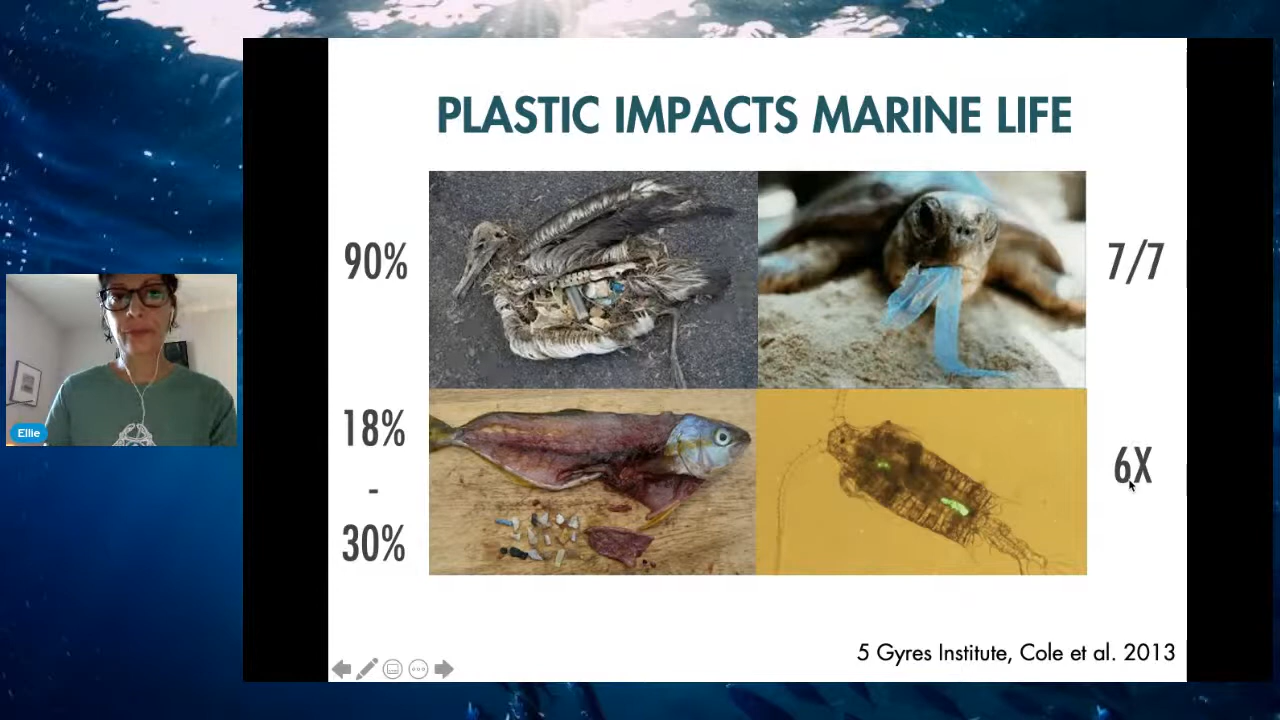 PLASTIC IMPACTS MARINE LIFE
90%
7/7
18%
-
30%
6X
Ellie
5 Gyres Institute, Cole et al. 2013